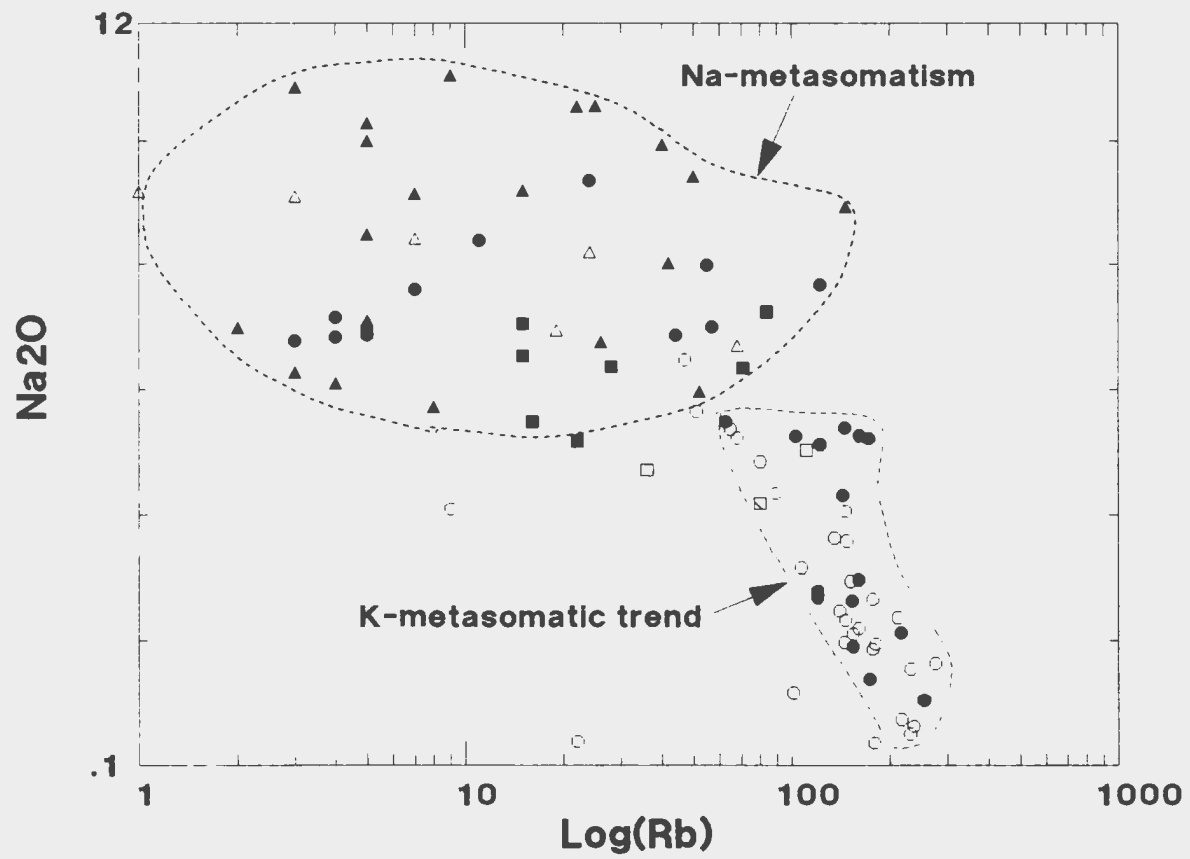 12
Na-metasomatism
Na2O
K-metasomatic trend
.1
1
10
100
1000
Log(Rb)